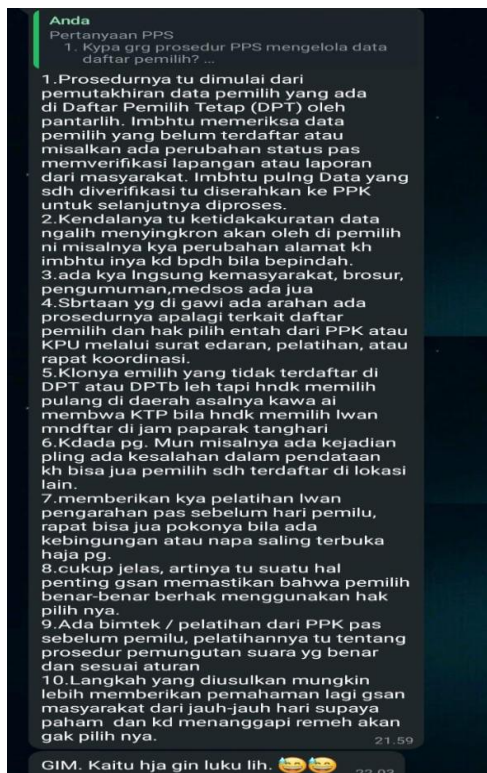 Anda
Pertanyaan PPS
1. Kypa grg prosedur PPS mengelola data
daftar pemilih? ...
1.Prosedurnya tu dimulai dari
pemutakhiran data pemilih yang ada
di Daftar Pemilih Tetap (DPT) oleh
pantarlih. Imbhtu memeriksa data
pemilih yang belum terdaftar atau
misalkan ada perubahan status pas
memverifikasi lapangan atau laporan
dari masyarakat. Imbhtu pulng Data yang
sdh diverifikasi tu diserahkan ke PPK
untuk selanjutnya diproses.
2.Kendalanya tu ketidakakuratan data
ngalih menyingkron akan oleh di pemilih
ni misalnya kya perubahan alamat kh
imbhtu inya kd bpdh bila bepindah.
3.ada kya lngsung kemasyarakat, brosur,
pengumuman,medsos ada jua
4.Sbrtaan yg di gawi ada arahan ada
prosedurnya apalagi terkait daftar
pemilih dan hak pilih entah dari PPK atau
KPU melalui surat edaran, pelatihan, atau
rapat koordinasi.
5.Klonya emilih yang tidak terdaftar di
DPT atau DPTb leh tapi hndk memilih
pulang di daerah asalnya kawa ai
membwa KTP bila hndk memilih lwan
mndftar di jam paparak tanghari
6.Kdada pg. Mun misalnya ada kejadian
pling ada kesalahan dalam pendataan
kh bisa jua pemilih sdh terdaftar di lokasi
lain.
7.memberikan kya pelatihan lwan
pengarahan pas sebelum hari pemilu,
rapat bisa jua pokonya bila ada
kebingungan atau napa saling terbuka
haja pg.
8.cukup jelas, artinya tu suatu hal
penting gsan memastikan bahwa pemilih
benar-benar berhak menggunakan hak
pilih nya.
9.Ada bimtek / pelatihan dari PPK pas
sebelum pemilu, pelatihannya tu tentang
prosedur pemungutan suara yg benar
dan sesuai aturan
10.Langkah yang diusulkan mungkin
lebih memberikan pemahaman lagi gsan
masyarakat dari jauh-jauh hari supaya
paham dan kd menanggapi remeh akan
gak pilih nya.
21.59
GIM. Kaitu hja gin luku lih. 😅😅
22.03